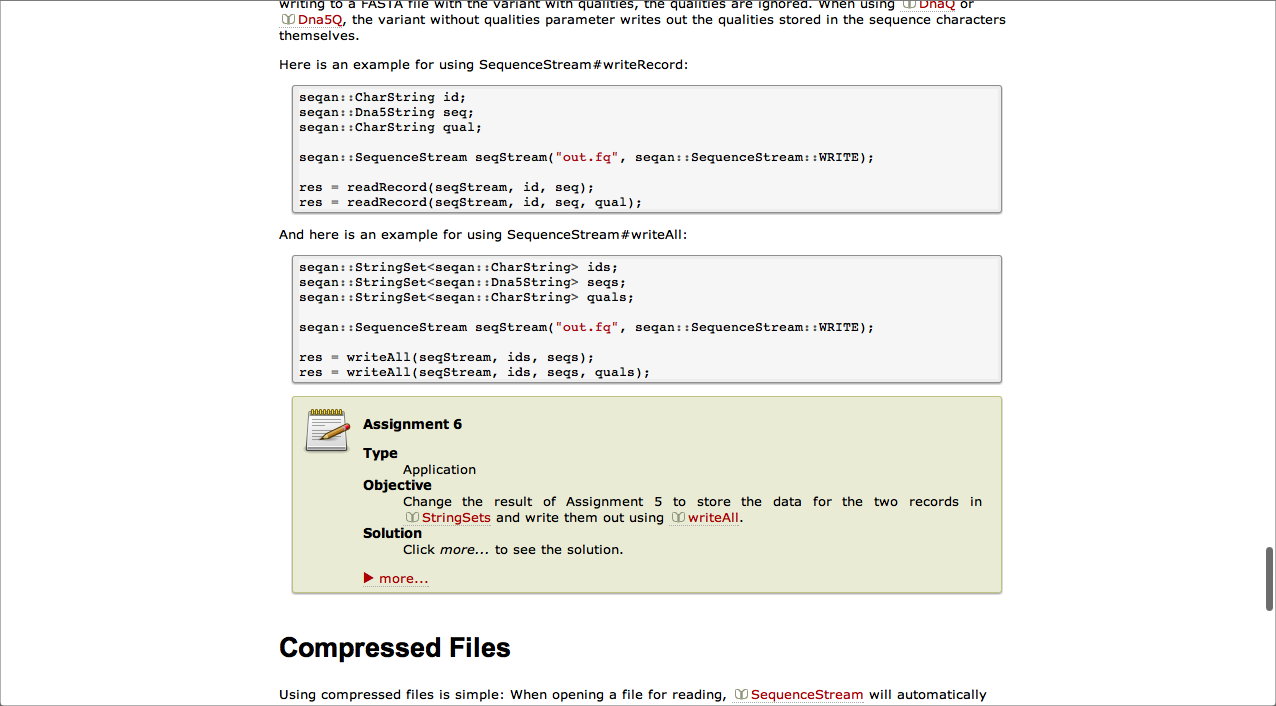 writing to a FASTA file with the variant with qualities, the qualities are ignored. When using DnaQ or
Dna5Q, the variant without qualities parameter writes out the qualities stored in the sequence characters
themselves.
Here is an example for using SequenceStream#writeRecord:
seqan::CharString id;
seqan::Dna5String seq;
seqan::CharString qual;
seqan::SequenceStream seqStream("out.fq", seqan::SequenceStream::WRITE);
res = readRecord(seqStream, id, seq);
res = readRecord(seqStream, id, seq, qual);
And here is an example for using SequenceStream#writeAll:
seqan::StringSet<seqan::CharString> ids;
seqan::StringSet<seqan::Dna5String> seqs;
seqan::StringSet<seqan::CharString> quals;
seqan::SequenceStream seqStream("out.fq", seqan::SequenceStream::WRITE);
res = writeAll(seqStream, ids, seqs);
res = writeAll(seqStream, ids, seqs, quals);
Assignment 6
Type
Application
Objective
Change the result of Assignment 5 to store the data for the two records in
StringSets and write them out using writeAll.
Solution
Click more... to see the solution.
more...
Compressed Files
Using compressed files is simple: When opening a file for reading, SequenceStream will automatically